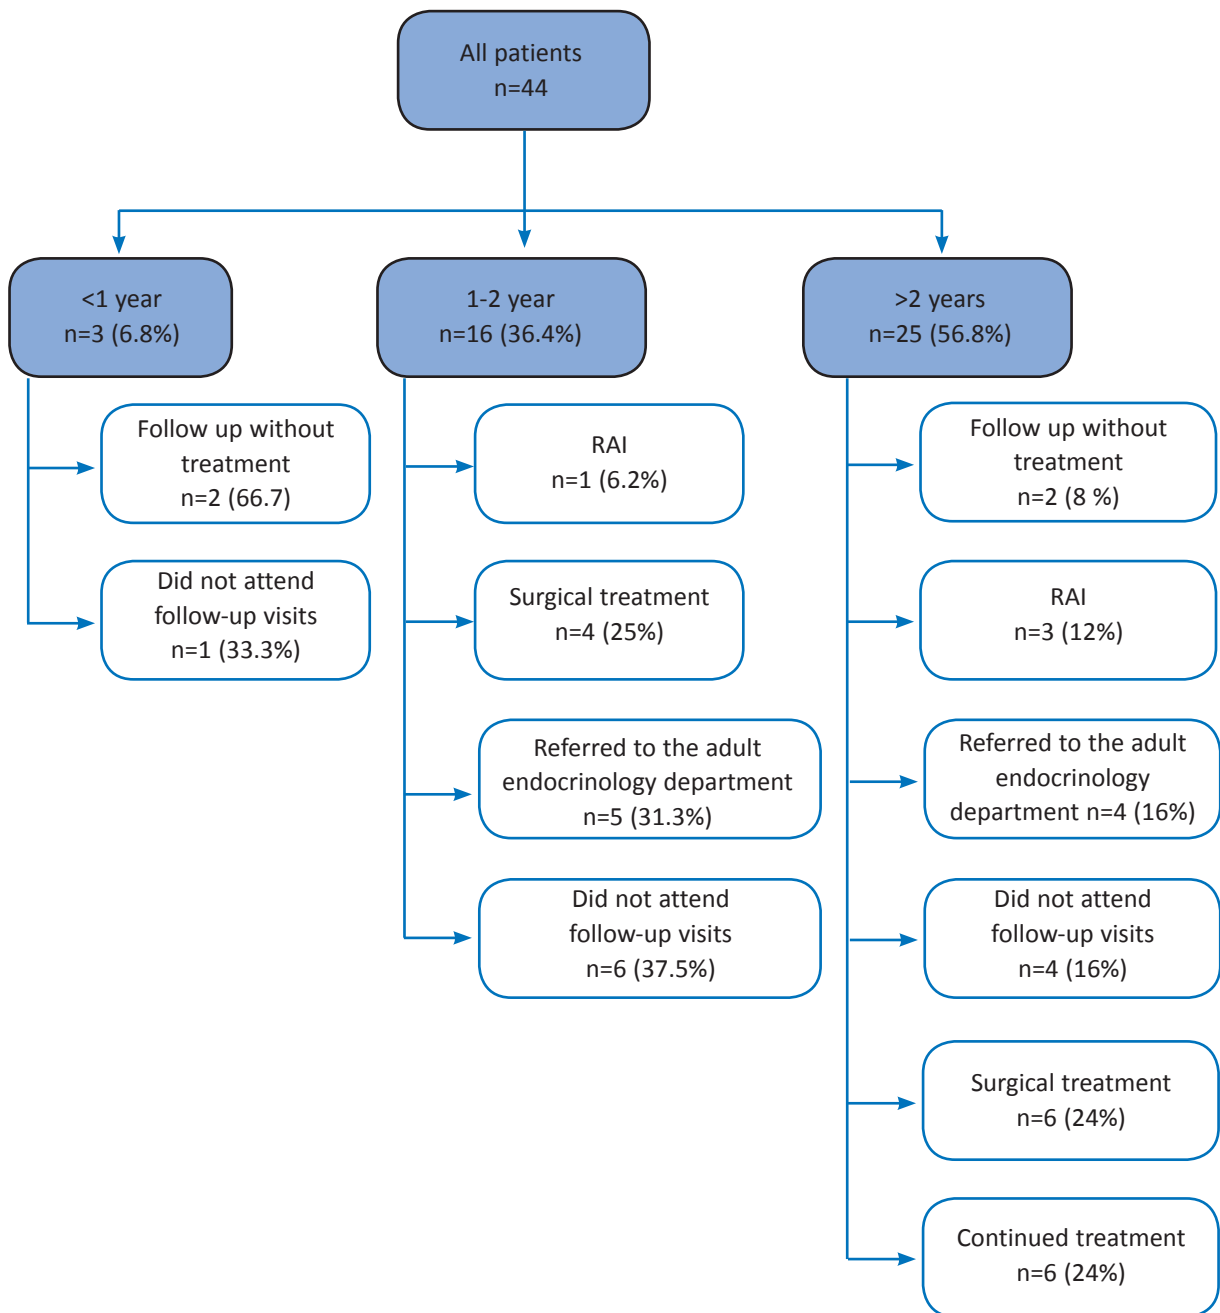 All patients
n=44
<1 year
n=3 (6.8%)
1-2 year
n=16 (36.4%)
>2 years
n=25 (56.8%)
Follow up without
treatment
n=2 (66.7)
Did not attend
follow-up visits
n=1 (33.3%)
RAI
n=1 (6.2%)
Surgical treatment
n=4 (25%)
Referred to the adult
endocrinology department
n=5 (31.3%)
Did not attend
follow-up visits
n=6 (37.5%)
Follow up without
treatment
n=2 (8 %)
RAI
n=3 (12%)
Referred to the adult
endocrinology
department n=4 (16%)
Did not attend
follow-up visits
n=4 (16%)
Surgical treatment
n=6 (24%)
Continued treatment
n=6 (24%)